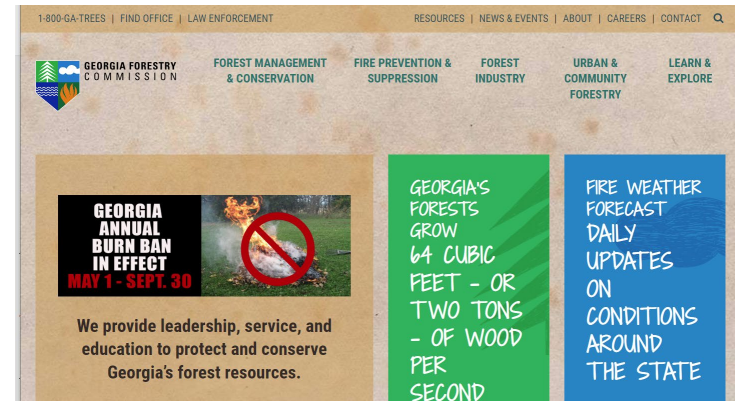 1-800-GA-TREES | FIND OFFICE | LAW ENFORCEMENT
RESOURCES | NEWS & EVENTS | ABOUT | CAREERS | CONTACT
GEORGIA FORESTRY
COMMISSION
FOREST MANAGEMENT
& CONSERVATION
FIRE PREVENTION &
SUPPRESSION
FOREST
INDUSTRY
URBAN &
COMMUNITY
FORESTRY
LEARN &
EXPLORE
GEORGIA
ANNUAL
BURN BAN
IN EFFECT
MAY 1 - SEPT. 30
We provide leadership, service, and
education to protect and conserve
Georgia's forest resources.
GEORGIA'S
FORESTS
GROW
64 CUBIC
FEET - OR
TWO TONS
- OF WOOD
PER
SECOND
FIRE WEATHER
FORECAST
DAILY
UPDATES
ON
CONDITIONS
AROUND
THE STATE